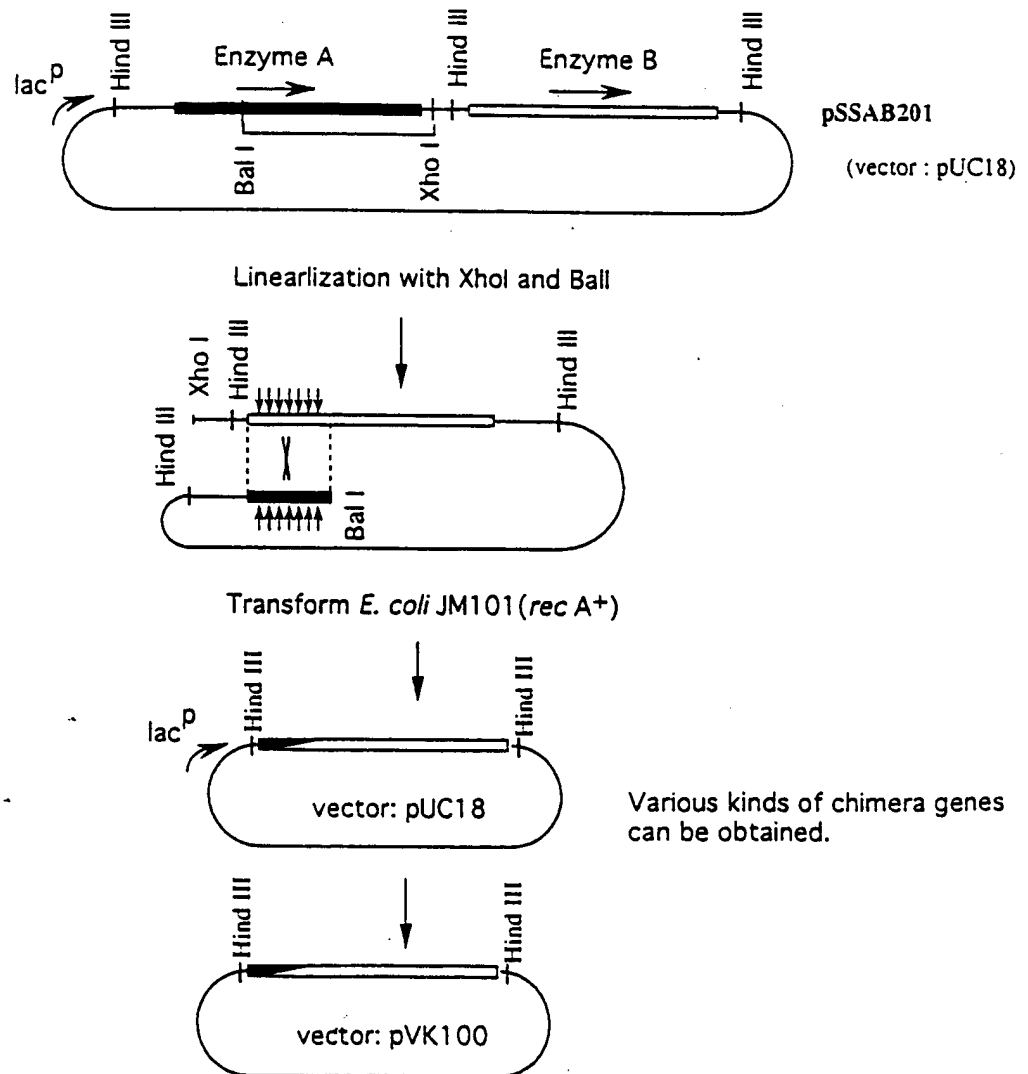 lac^p
Hind III
Enzyme A
Hind III
Enzyme B
Hind III
pSSAB201
(vector : pUC18)
Bal I
Xho I
Linearlization with XhoI and BalI
Xho I
Hind III
Hind III
Hind III
Bal I
Transform E. coli JM101(rec A+)
lac^p
Hind III
Hind III
vector: pUC18
Various kinds of chimera genes
can be obtained.
Hind III
Hind III
vector: pVK100